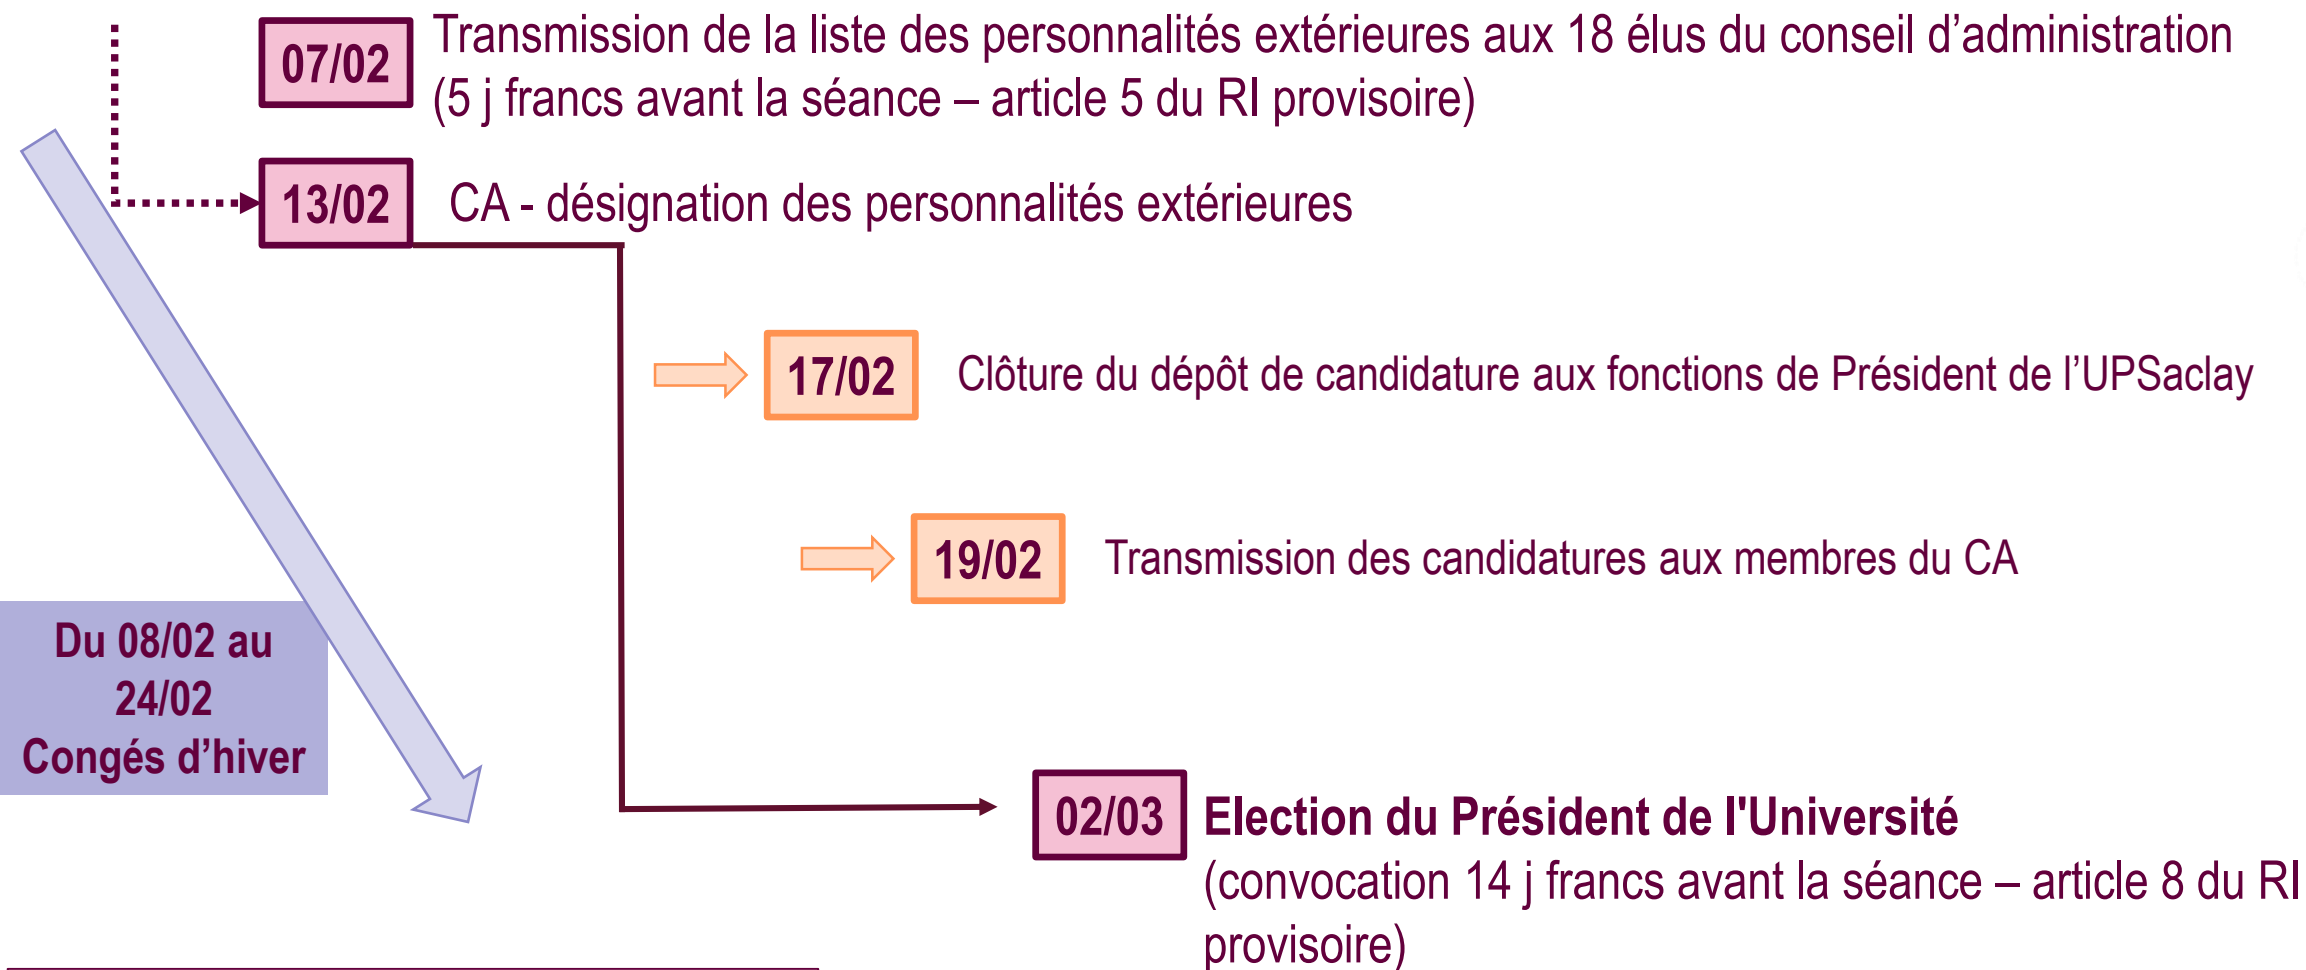 07/02
Transmission de la liste des personnalités extérieures aux 18 élus du conseil d’administration
(5 j francs avant la séance – article 5 du RI provisoire)
13/02
CA - désignation des personnalités extérieures
17/02
Clôture du dépôt de candidature aux fonctions de Président de l’UPSaclay
19/02
Transmission des candidatures aux membres du CA
Du 08/02 au
24/02
Congés d’hiver
02/03
Election du Président de l'Université
(convocation 14 j francs avant la séance – article 8 du RI
provisoire)